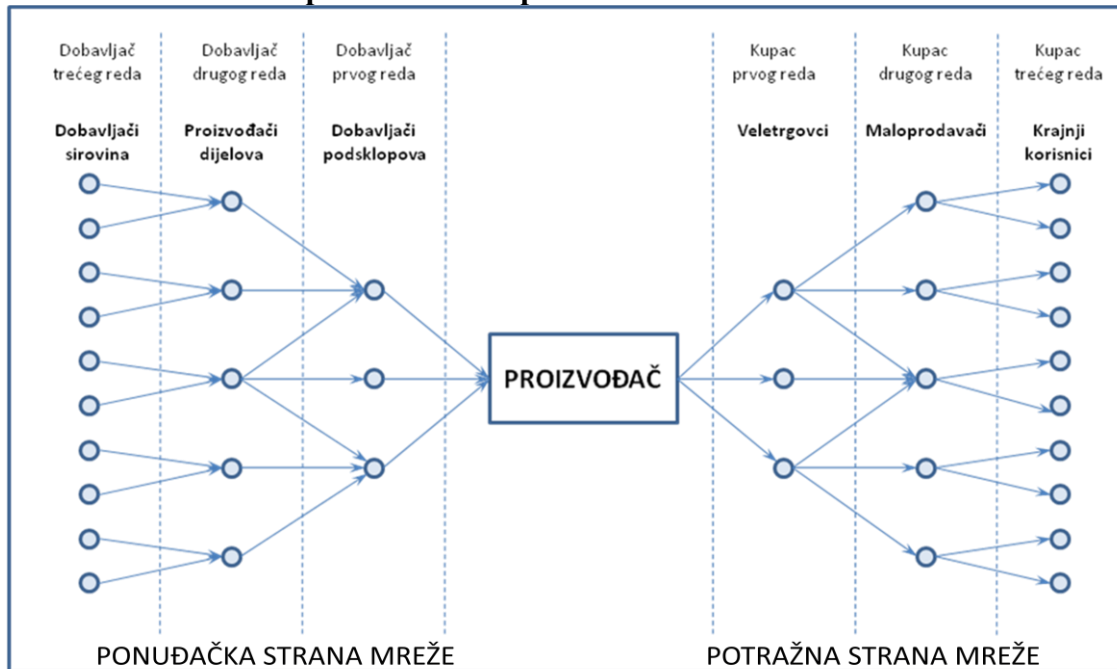 Dobavljač
trećeg reda
Dobavljač
drugog reda
Dobavljač
prvog reda
Kupac
prvog reda
Kupac
drugog reda
Kupac
trećeg reda
Dobavljači
sirovina
Proizvođači
dijelova
Dobavljači
podsklopova
Veletrgovci
Maloprodavači
Krajnji
korisnici
PROIZVOĐAČ
PONUĐAČKA STRANA MREŽE
POTRAŽNA STRANA MREŽE